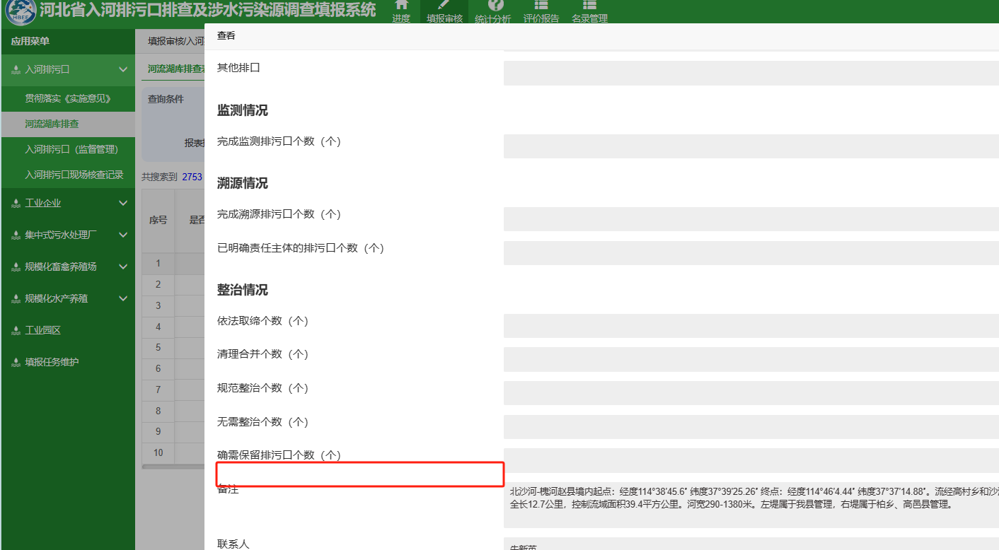 河北省入河排污口排查及涉水污染源调查填报系统
进度
填报审核
统计分析
评价报告
名录管理
HBEE
应用菜单
入河排污口
贯彻落实《实施意见》
河流湖库排查
入河排污口（监督管理）
入河排污口现场核查记录
工业企业
集中式污水处理厂
规模化畜禽养殖场
规模化水产养殖
工业园区
填报任务维护
填报审核/入河
河流湖库排查
查询条件
报表
共搜索到 2753
序号
是否
1
2
3
4
5
6
7
8
9
10
查看
其他排口
监测情况
完成监测排污口个数（个）
溯源情况
完成溯源排污口个数（个）
已明确责任主体的排污口个数（个）
整治情况
依法取缔个数（个）
清理合并个数（个）
规范整治个数（个）
无需整治个数（个）
确需保留排污口个数（个）
备注
北沙河-槐河赵县境内起点：经度114°38′45.6″ 纬度37°39′25.26″ 终点：经度114°46′4.44″ 纬度37°37′14.88″。流经高村乡和沙
全长12.7公里，控制流域面积39.4平方公里。河宽290-1380米。左堤属于我县管理，右堤属于柏乡、高邑县管理。
联系人